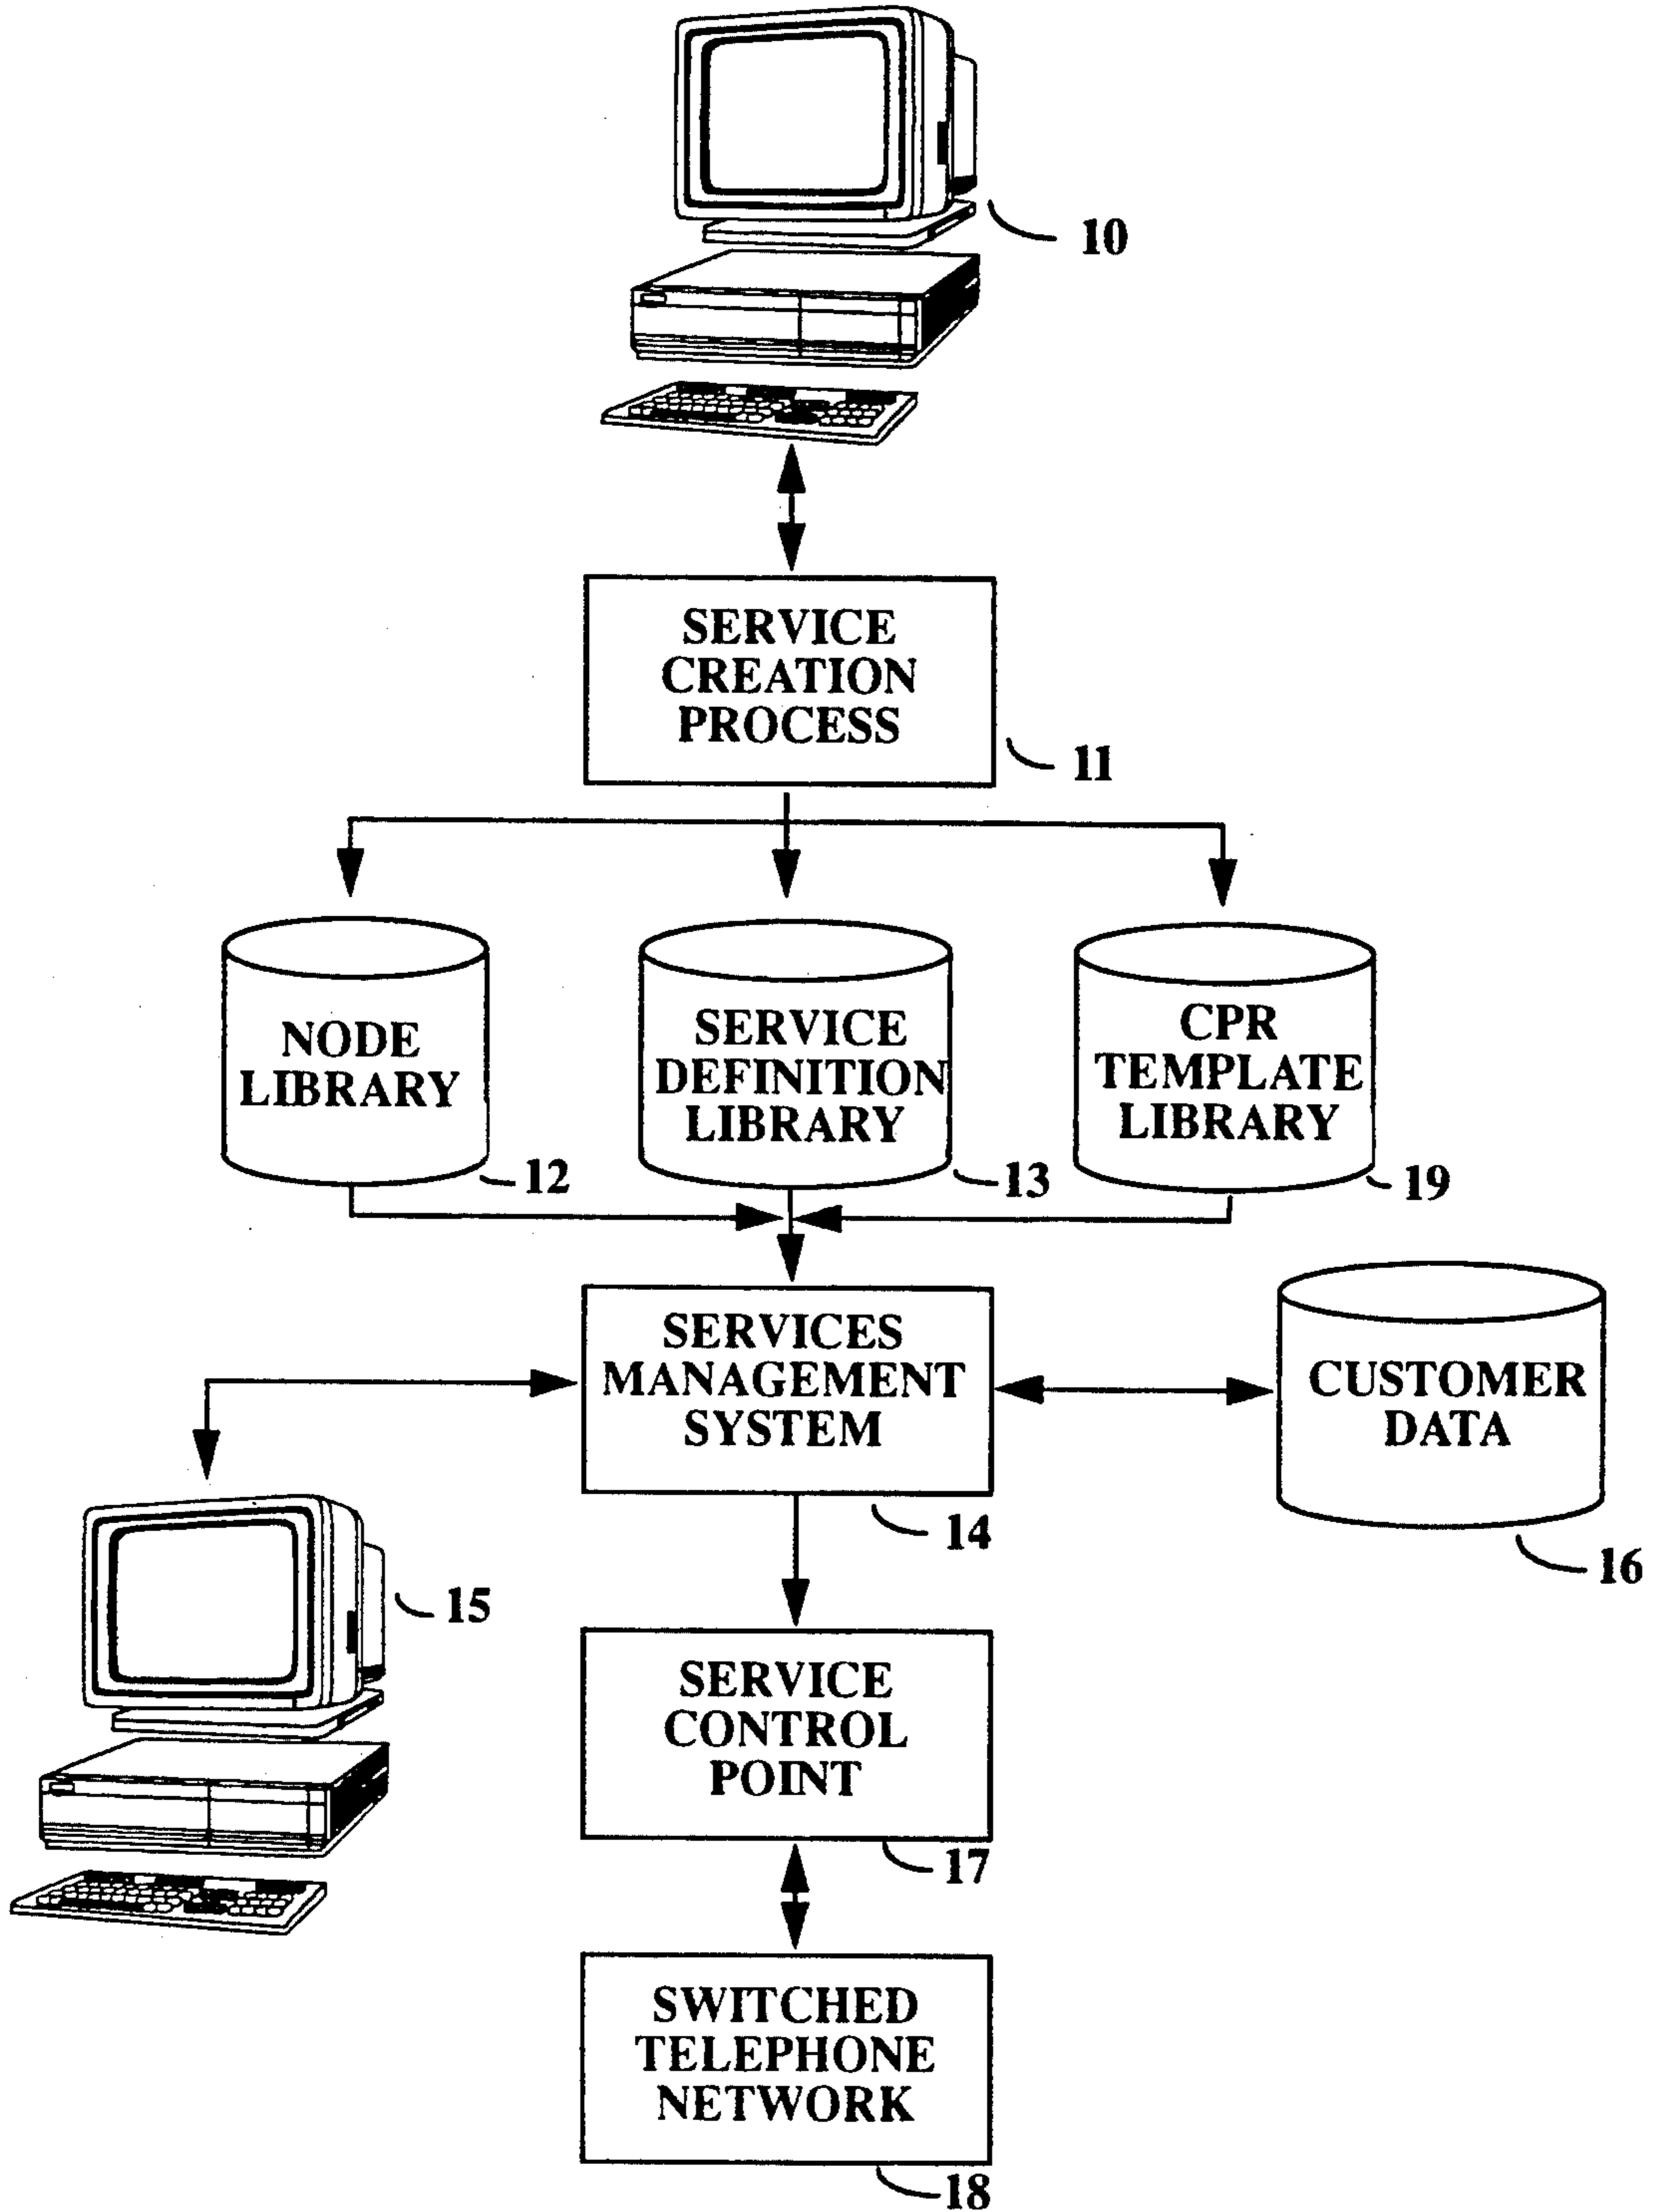 10
SERVICE
CREATION
PROCESS
11
NODE
LIBRARY
12
SERVICE
DEFINITION
LIBRARY
13
CPR
TEMPLATE
LIBRARY
19
SERVICES
MANAGEMENT
SYSTEM
14
CUSTOMER
DATA
16
15
SERVICE
CONTROL
POINT
17
SWITCHED
TELEPHONE
NETWORK
18